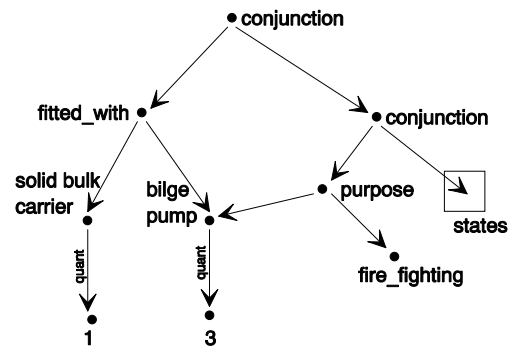 conjunction
fitted_with
conjunction
solid bulk
carrier
bilge
pump
purpose
states
quant
quant
fire_fighting
1
3